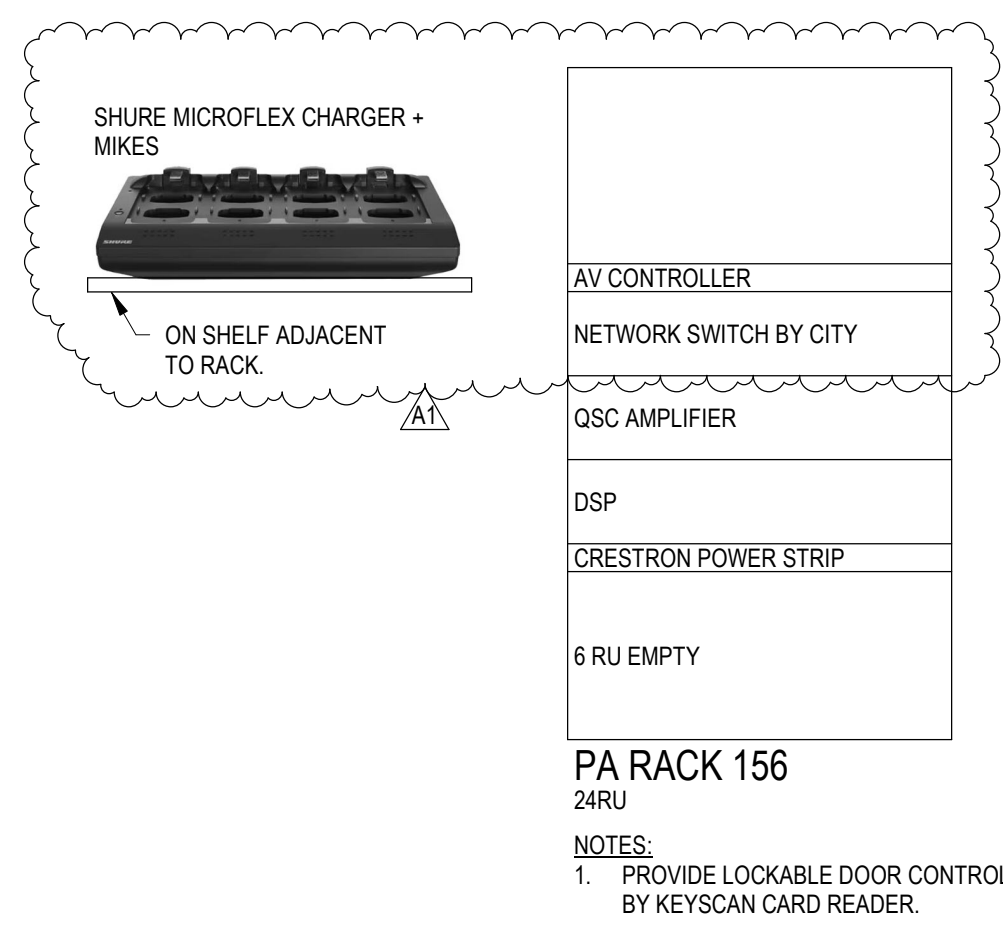 SHURE MICROFLEX CHARGER +
MIKES
SHURE
ON SHELF ADJACENT
TO RACK.
A1
AV CONTROLLER
NETWORK SWITCH BY CITY
QSC AMPLIFIER
DSP
CRESTRON POWER STRIP
6 RU EMPTY
PA RACK 156
24RU
NOTES:
1. PROVIDE LOCKABLE DOOR CONTROL
BY KEYSCAN CARD READER.